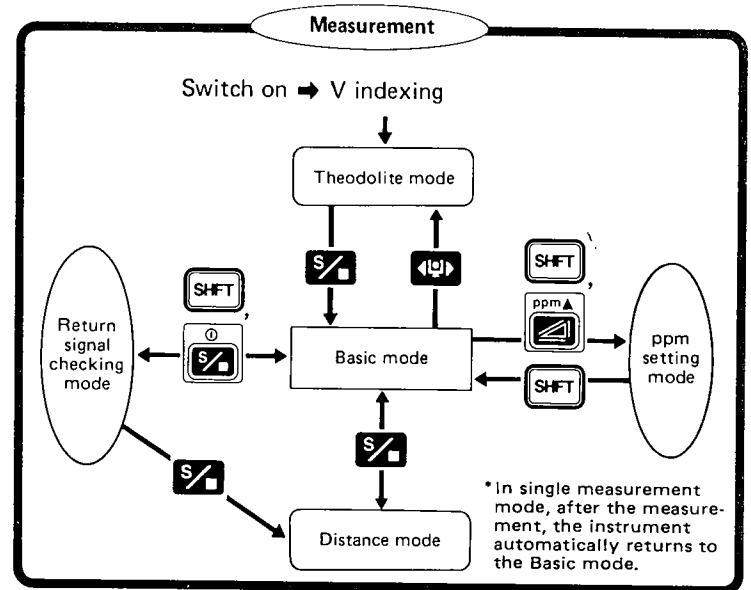 Measurement
Switch on ➡ V indexing
Theodolite mode
S/■
SHFT,
SHFT,
ppm▲
Return
signal
checking
mode
S/■
Basic mode
ppm
setting
mode
SHFT
S/■
S/■
Distance mode
*In single measurement
mode, after the measure-
ment, the instrument
automatically returns to
the Basic mode.